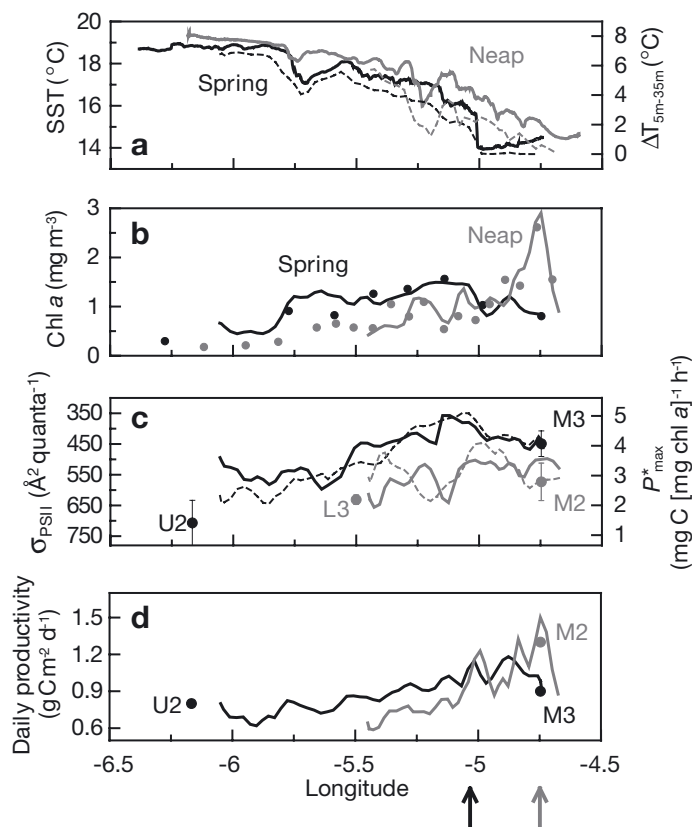 20
18
16
14
SST (°C)
8
6
4
2
0
ΔT5m-35m (°C)
Neap
Spring
a
3
2
1
0
Chl a (mg m-3)
b
Neap
Spring
350
450
550
650
750
σPSII (Å2 quanta-1)
5
4
3
2
1
P*max
(mg C [mg chl a]-1 h-1)
c
M3
L3
M2
U2
1.5
1.2
0.9
0.6
Daily productivity
(g C m-2 d-1)
d
M2
U2
M3
-6.5 -6 -5.5 -5 -4.5
Longitude